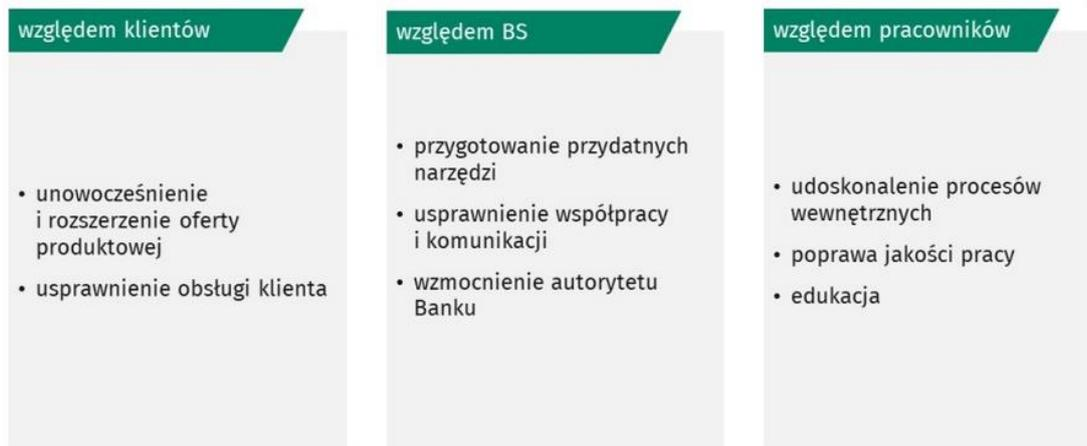 względem klientów
• unowocześnienie
i rozszerzenie oferty
produktowej
• usprawnienie obsługi klienta
względem BS
• przygotowanie przydatnych
narzędzi
• usprawnienie współpracy
i komunikacji
• wzmocnienie autorytetu
Banku
względem pracowników
• udoskonalenie procesów
wewnętrznych
• poprawa jakości pracy
• edukacja